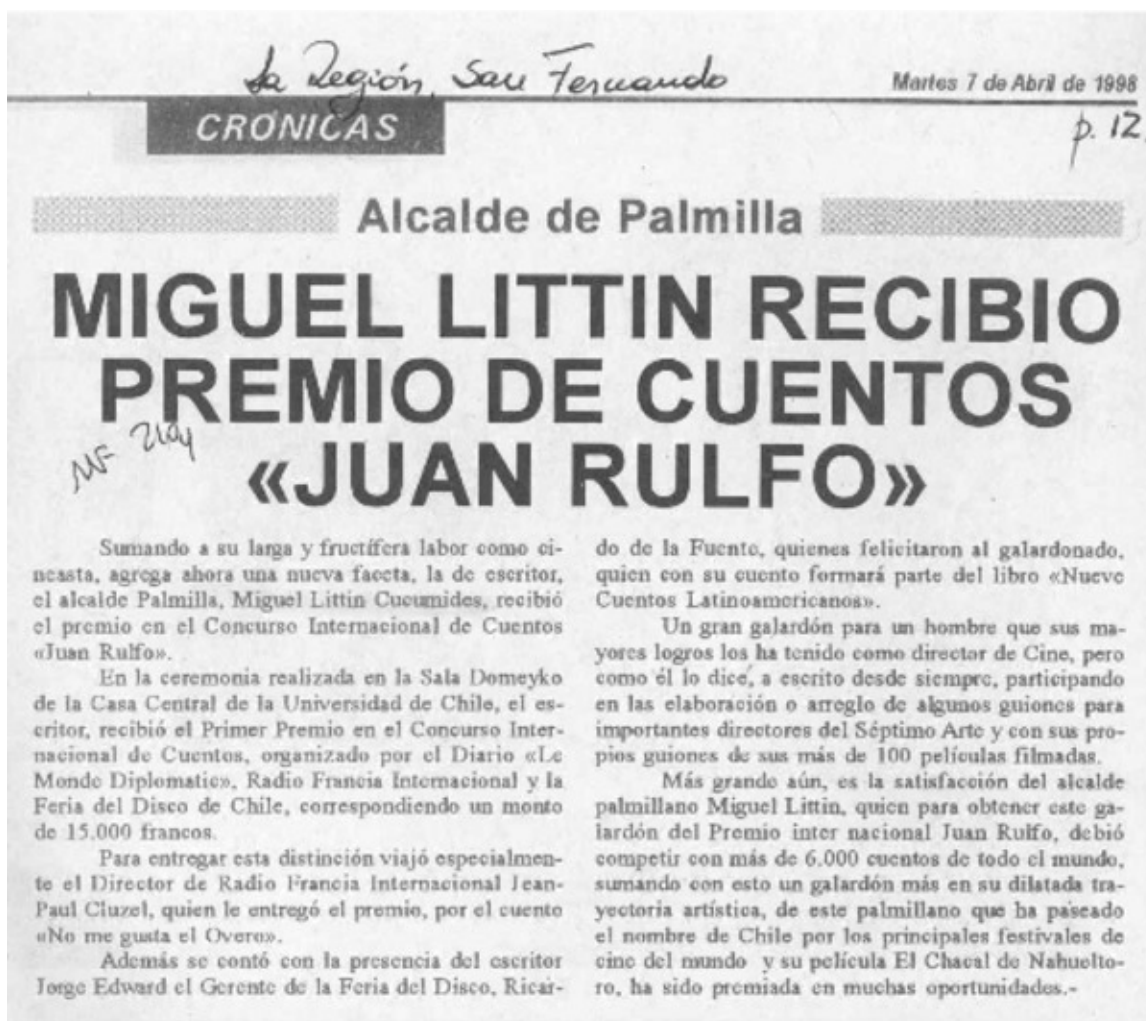 La Región, San Fernando
Martes 7 de Abril de 1998
p. 12
CRONICAS
Alcalde de Palmilla
MIGUEL LITTIN RECIBIO
PREMIO DE CUENTOS
«JUAN RULFO»
Sumando a su larga y fructífera labor como ci-
neasta, agrega ahora una nueva faceta, la de escritor,
el alcalde Palmilla, Miguel Littin Cucumides, recibió
el premio en el Concurso Internacional de Cuentos
«Juan Rulfo».
En la ceremonia realizada en la Sala Domeyko
de la Casa Central de la Universidad de Chile, el es-
critor, recibió el Primer Premio en el Concurso Inter-
nacional de Cuentos, organizado por el Diario «Le
Monde Diplomatic», Radio Francia Internacional y la
Feria del Disco de Chile, correspondiendo un monto
de 15.000 francos.
Para entregar esta distinción viajó especialmen-
te el Director de Radio Francia Internacional Jean-
Paul Cluzel, quien le entregó el premio, por el cuento
«No me gusta el Overo».
Además se contó con la presencia del escritor
Jorge Edward el Gerente de la Feria del Disco, Ricar-
do de la Fuente, quienes felicitaron al galardonado,
quien con su cuento formará parte del libro «Nueve
Cuentos Latinoamericanos».
Un gran galardón para un hombre que sus ma-
yores logros los ha tenido como director de Cine, pero
como él lo dice, a escrito desde siempre, participando
en las elaboración o arreglo de algunos guiones para
importantes directores del Séptimo Arte y con sus pro-
pios guiones de sus más de 100 películas filmadas.
Más grande aún, es la satisfacción del alcalde
palmillano Miguel Littin, quien para obtener este ga-
lardón del Premio inter nacional Juan Rulfo, debió
competir con más de 6.000 cuentos de todo el mundo,
sumando con esto un galardón más en su dilatada tra-
yectoria artística, de este palmillano que ha paseado
el nombre de Chile por los principales festivales de
cine del mundo y su película El Chacal de Nahuelto-
ro, ha sido premiada en muchas oportunidades.-